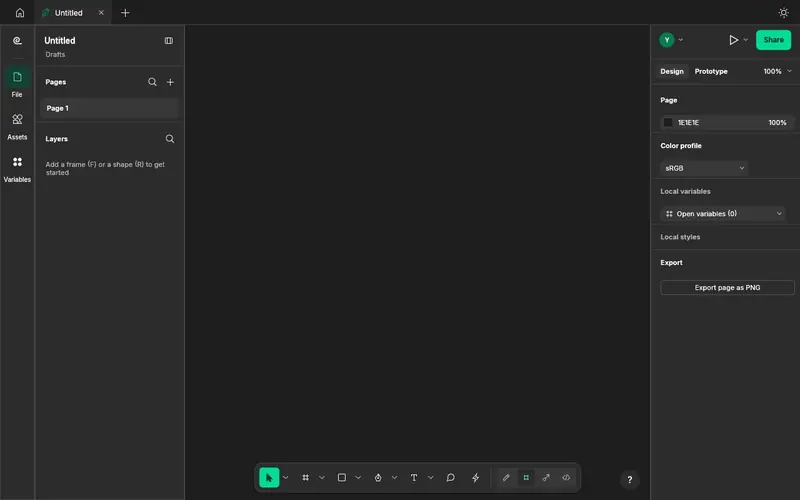 Untitled
Untitled
Drafts
File
Assets
Variables
Pages
Page 1
Layers
Add a frame (F) or a shape (R) to get
started
Y
Share
Design Prototype 100%
Page
1E1E1E 100%
Color profile
sRGB
Local variables
Open variables (0)
Local styles
Export
Export page as PNG
?